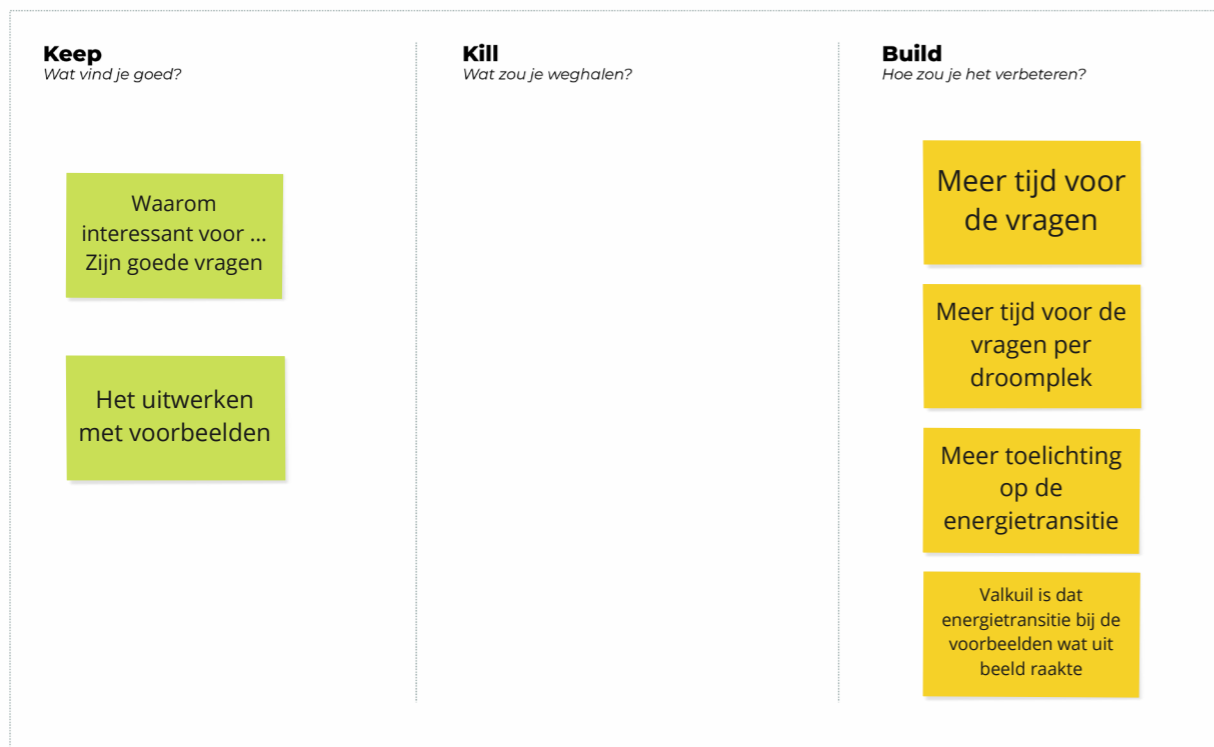 Keep
Wat vind je goed?
Waarom
interessant voor ...
Zijn goede vragen
Het uitwerken
met voorbeelden
Kill
Wat zou je weghalen?
Build
Hoe zou je het verbeteren?
Meer tijd voor
de vragen
Meer tijd voor de
vragen per
droomplek
Meer toelichting
op de
energietransitie
Valkuil is dat
energietransitie bij de
voorbeelden wat uit
beeld raakte